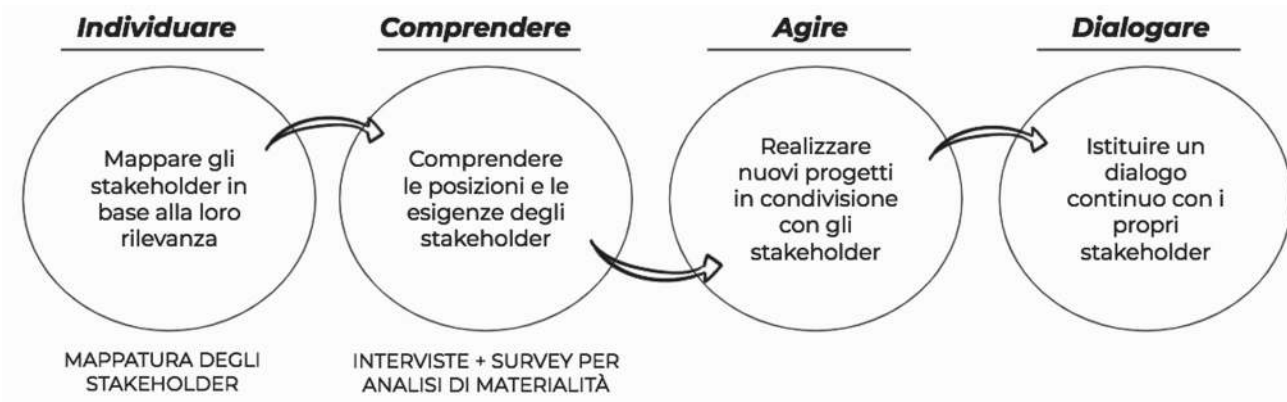 Individuare
Comprendere
Agire
Dialogare
Mappare gli
stakeholder in
base alla loro
rilevanza
Comprendere
le posizioni e le
esigenze degli
stakeholder
Realizzare
nuovi progetti
in condivisione
con gli
stakeholder
Istituire un
dialogo
continuo con i
propri
stakeholder
MAPPATURA DEGLI
STAKEHOLDER
INTERVISTE + SURVEY PER
ANALISI DI MATERIALITÀ